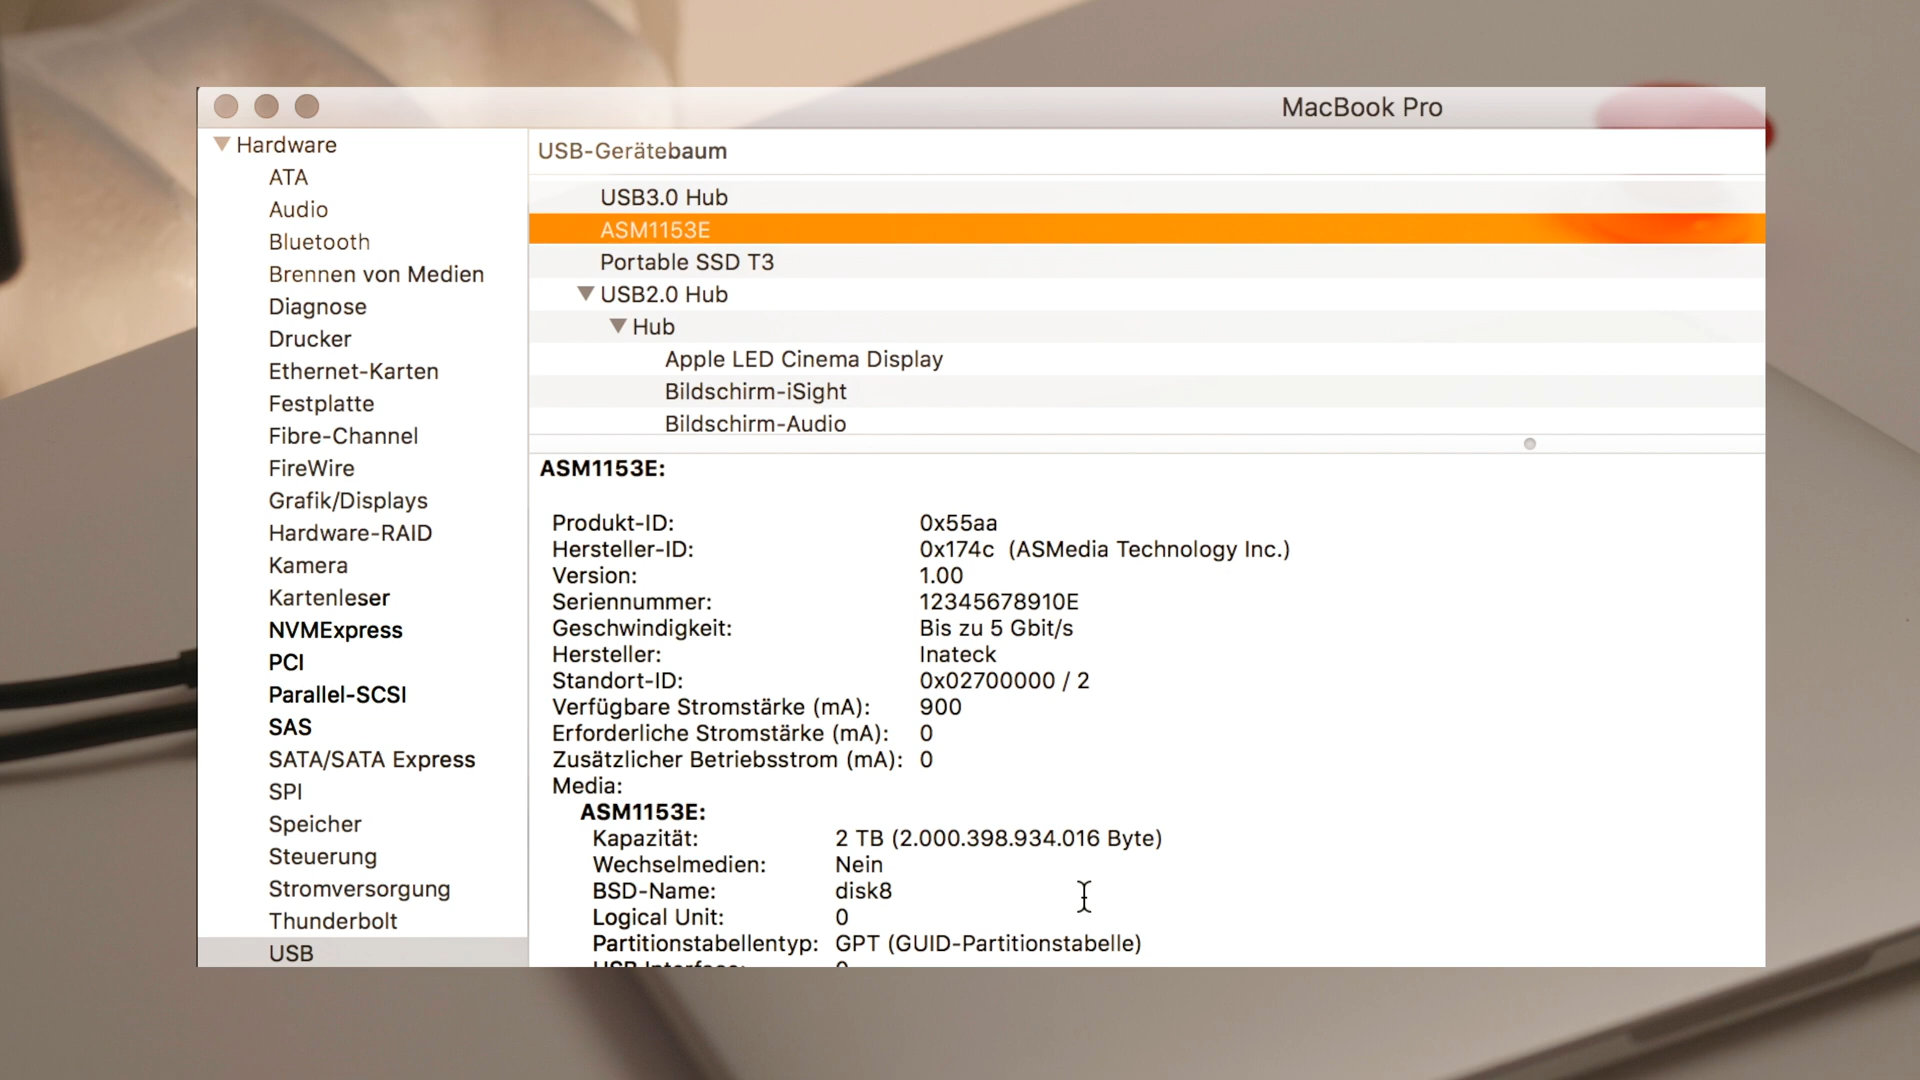 MacBook Pro
Hardware
ATA
Audio
Bluetooth
Brennen von Medien
Diagnose
Drucker
Ethernet-Karten
Festplatte
Fibre-Channel
FireWire
Grafik/Displays
Hardware-RAID
Kamera
Kartenleser
NVMExpress
PCI
Parallel-SCSI
SAS
SATA/SATA Express
SPI
Speicher
Steuerung
Stromversorgung
Thunderbolt
USB
USB-Gerätebaum
USB3.0 Hub
ASM1153E
Portable SSD T3
USB2.0 Hub
Hub
Apple LED Cinema Display
Bildschirm-iSight
Bildschirm-Audio
ASM1153E:
Produkt-ID: 0x55aa
Hersteller-ID: 0x174c (ASMedia Technology Inc.)
Version: 1.00
Seriennummer: 12345678910E
Geschwindigkeit: Bis zu 5 Gbit/s
Hersteller: Inateck
Standort-ID: 0x02700000 / 2
Verfügbare Stromstärke (mA): 900
Erforderliche Stromstärke (mA): 0
Zusätzlicher Betriebsstrom (mA): 0
Media:
ASM1153E:
Kapazität: 2 TB (2.000.398.934.016 Byte)
Wechselmedien: Nein
BSD-Name: disk8
Logical Unit: 0
Partitionstabellentyp: GPT (GUID-Partitionstabelle)
USB Interface: 0